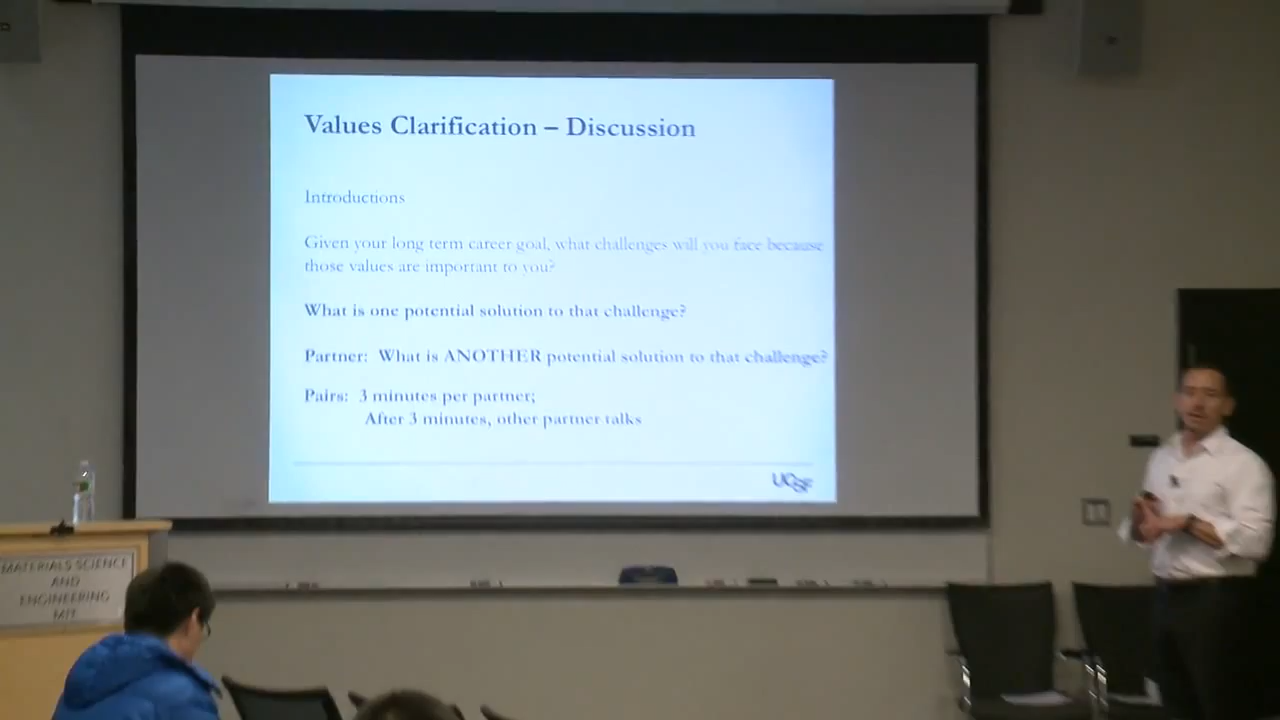 Values Clarification – Discussion
Introductions
Given your long term career goal, what challenges will you face because
those values are important to you?
What is one potential solution to that challenge?
Partner: What is ANOTHER potential solution to that challenge?
Pairs: 3 minutes per partner;
After 3 minutes, other partner talks
UCSF
MATERIALS SCIENCE
AND
ENGINEERING
MIT